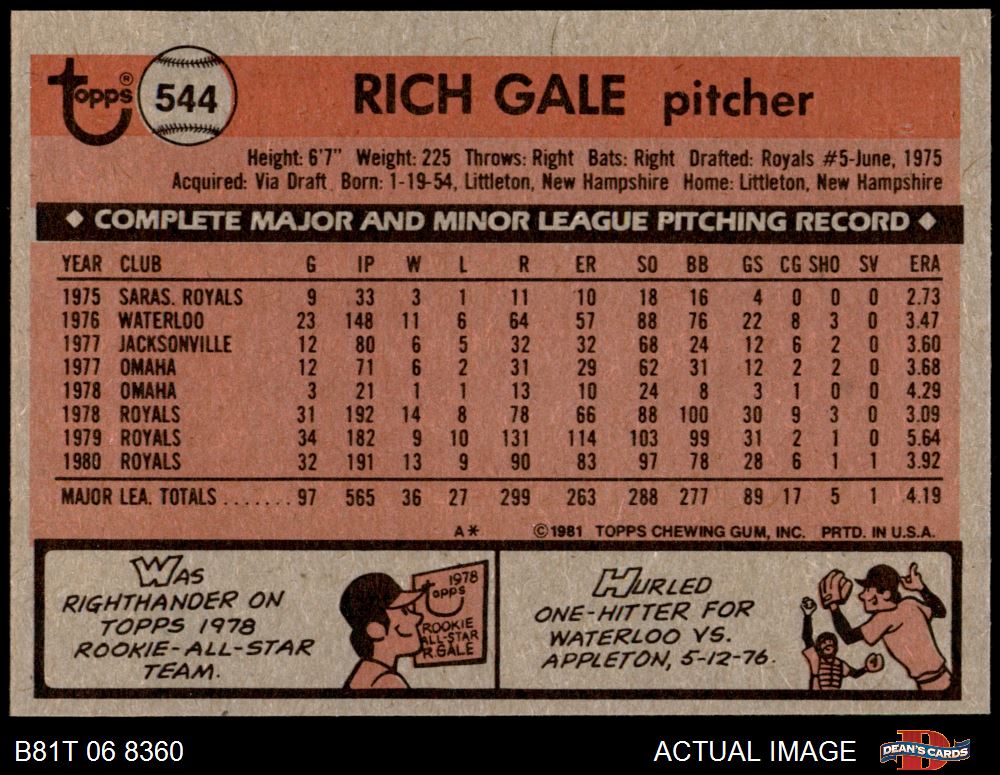 Topps ® 544 RICH GALE pitcher
Height: 6'7" Weight: 225 Throws: Right Bats: Right Drafted: Royals #5-June, 1975
Acquired: Via Draft Born: 1-19-54, Littleton, New Hampshire Home: Littleton, New Hampshire
◆ COMPLETE MAJOR AND MINOR LEAGUE PITCHING RECORD ◆
YEAR CLUB G IP W L R ER SO BB GS CG SHO SV ERA
1975 SARAS. ROYALS 9 33 3 1 11 10 18 16 4 0 0 0 2.73
1976 WATERLOO 23 148 11 6 64 57 88 76 22 8 3 0 3.47
1977 JACKSONVILLE 12 80 6 5 32 32 68 24 12 6 2 0 3.60
1977 OMAHA 12 71 6 2 31 29 62 31 12 2 2 0 3.68
1978 OMAHA 3 21 1 1 13 10 24 8 3 1 0 0 4.29
1978 ROYALS 31 192 14 8 78 66 88 100 30 9 3 0 3.09
1979 ROYALS 34 182 9 10 131 114 103 99 31 2 1 0 5.64
1980 ROYALS 32 191 13 9 90 83 97 78 28 6 1 1 3.92
MAJOR LEA. TOTALS ....... 97 565 36 27 299 263 288 277 89 17 5 1 4.19
A* ©1981 TOPPS CHEWING GUM, INC. PRTD. IN U.S.A.
WAS
RIGHTHANDER ON
TOPPS 1978
ROOKIE-ALL-STAR
TEAM.
1978
Topps
ROOKIE
ALL-STAR
R.GALE
HURLED
ONE-HITTER FOR
WATERLOO VS.
APPLETON, 5-12-76.
B81T 06 8360 ACTUAL IMAGE DEAN'S CARDS